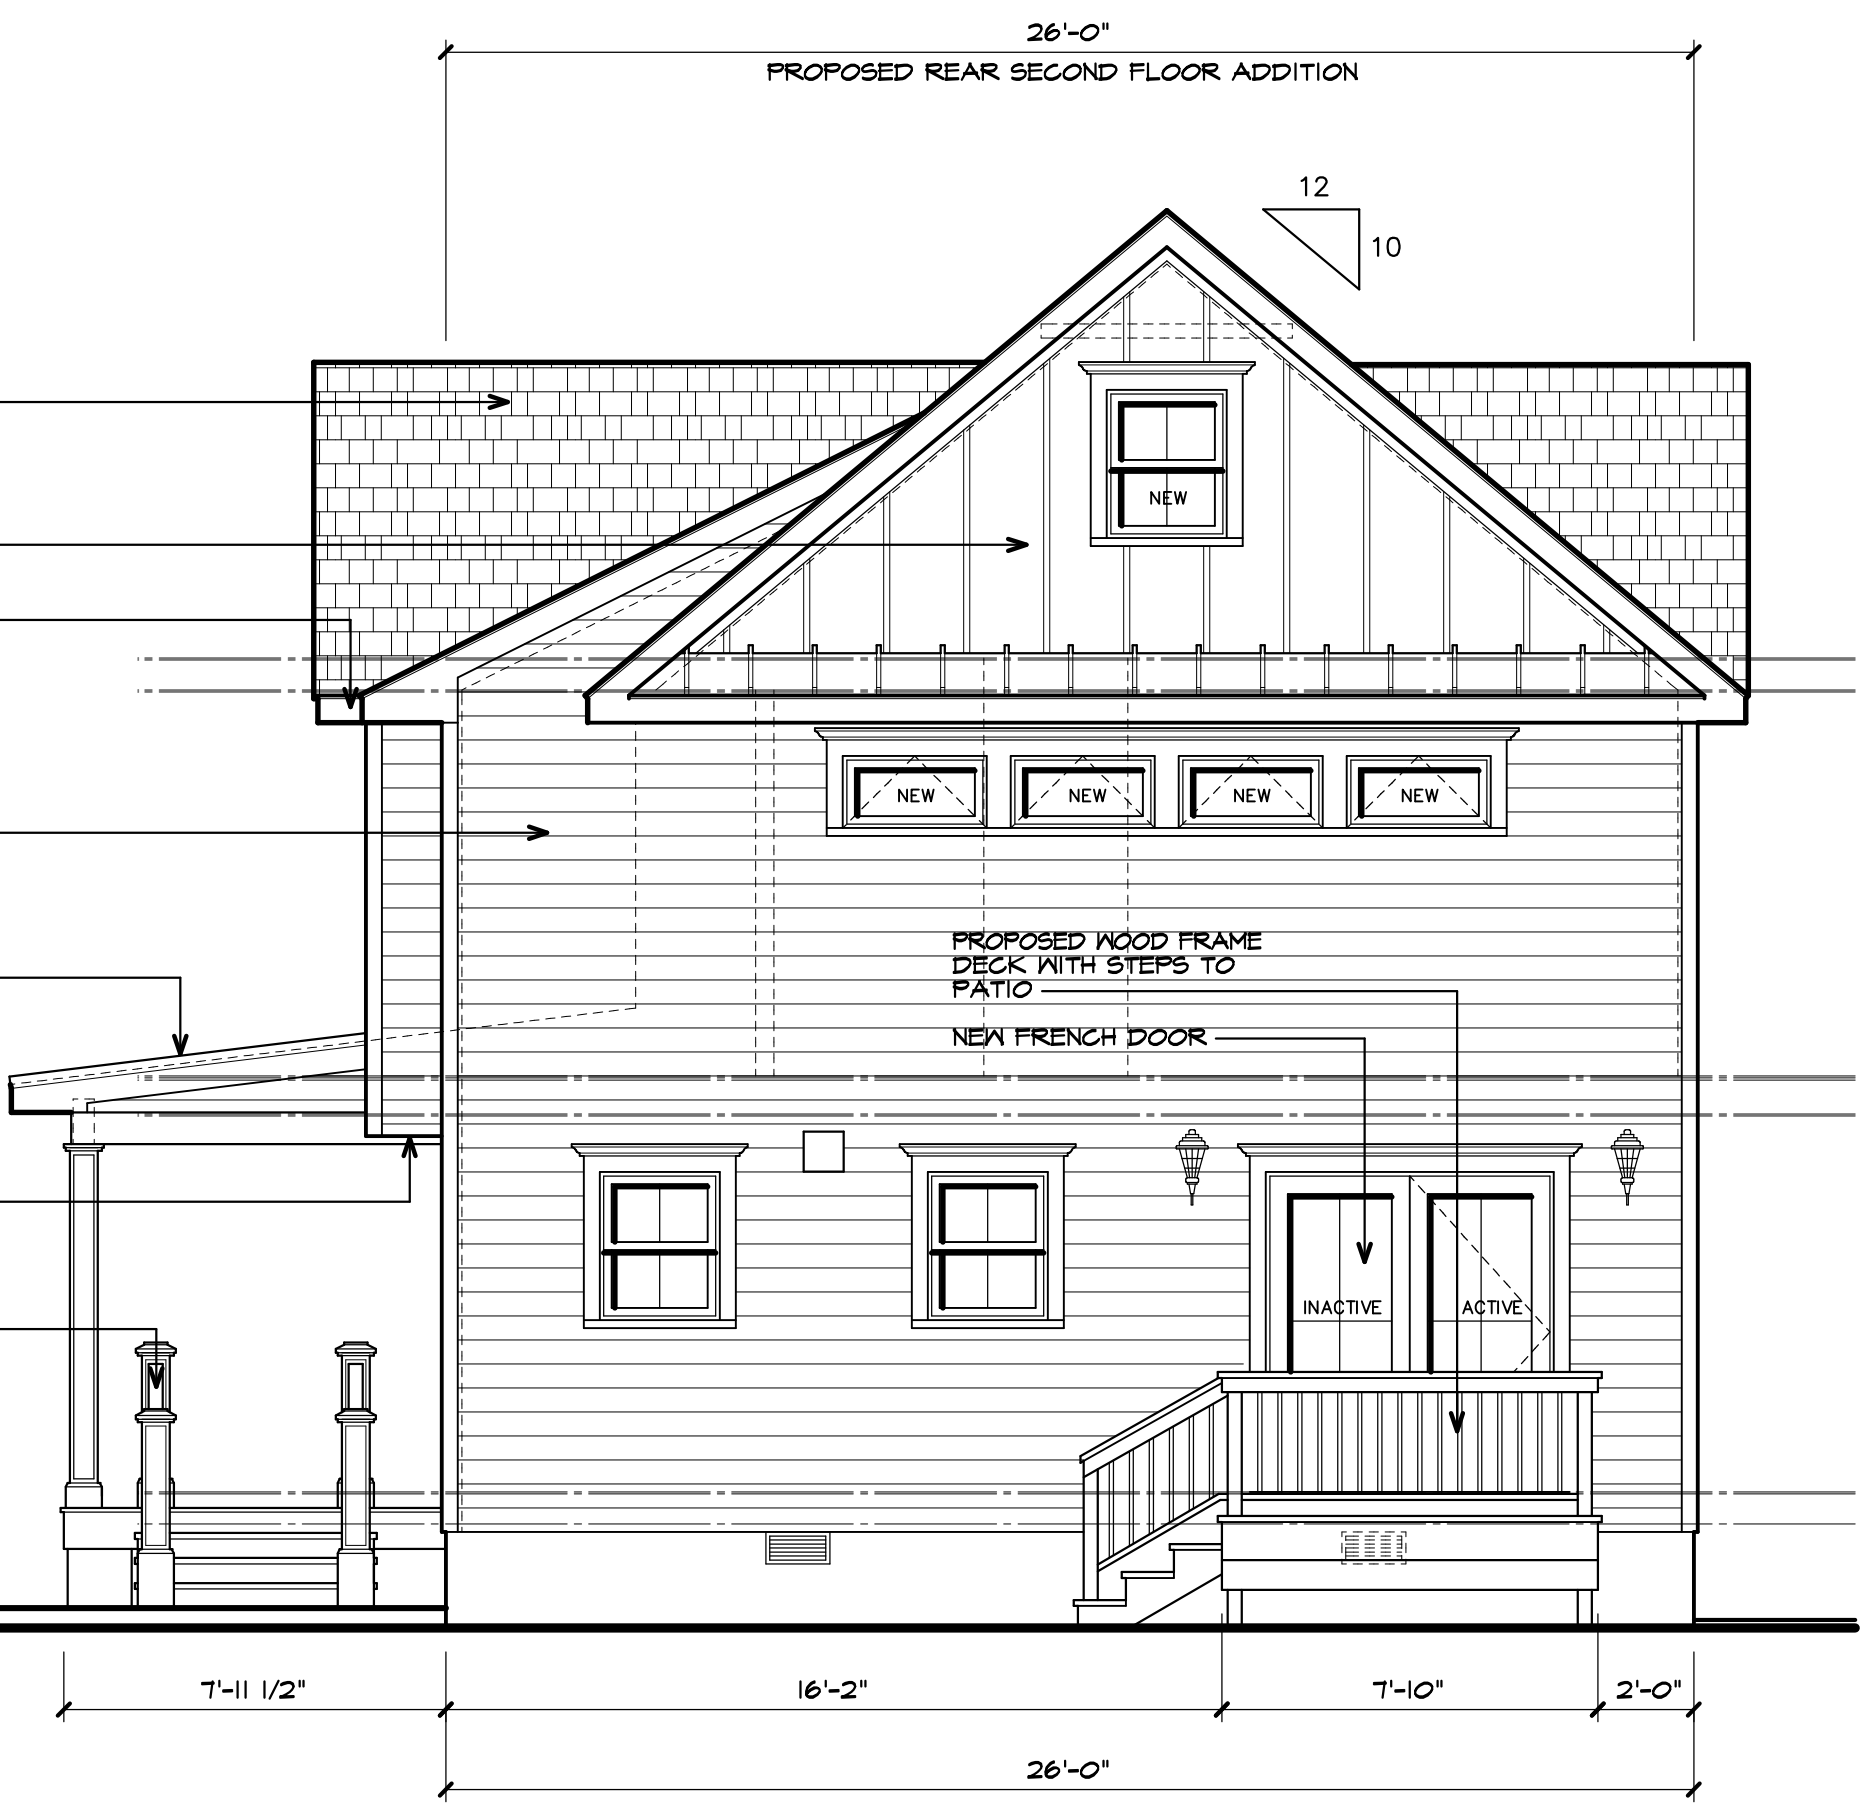 26'-0"
PROPOSED REAR SECOND FLOOR ADDITION
12
10
NEW
NEW
NEW
NEW
NEW
PROPOSED WOOD FRAME
DECK WITH STEPS TO
PATIO
NEW FRENCH DOOR
INACTIVE
ACTIVE
7'-11 1/2"
16'-2"
7'-10"
2'-0"
26'-0"